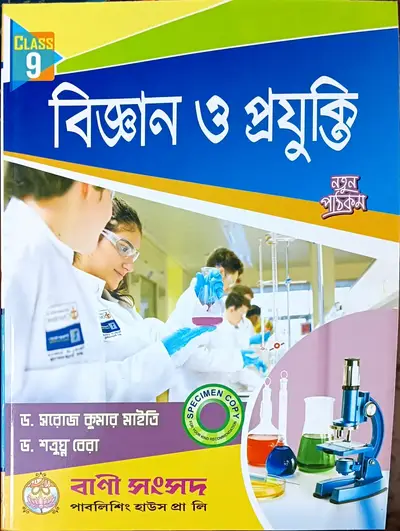 CLASS
9
বিজ্ঞান ও প্রযুক্তি
নতুন
পাঠক্রম
SPECIMEN COPY
ড. সরোজ কুমার মাইতি
ড. শত্রুঘ্ন বেরা
বাণী সংসদ
পাবলিশিং হাউস প্রা লি